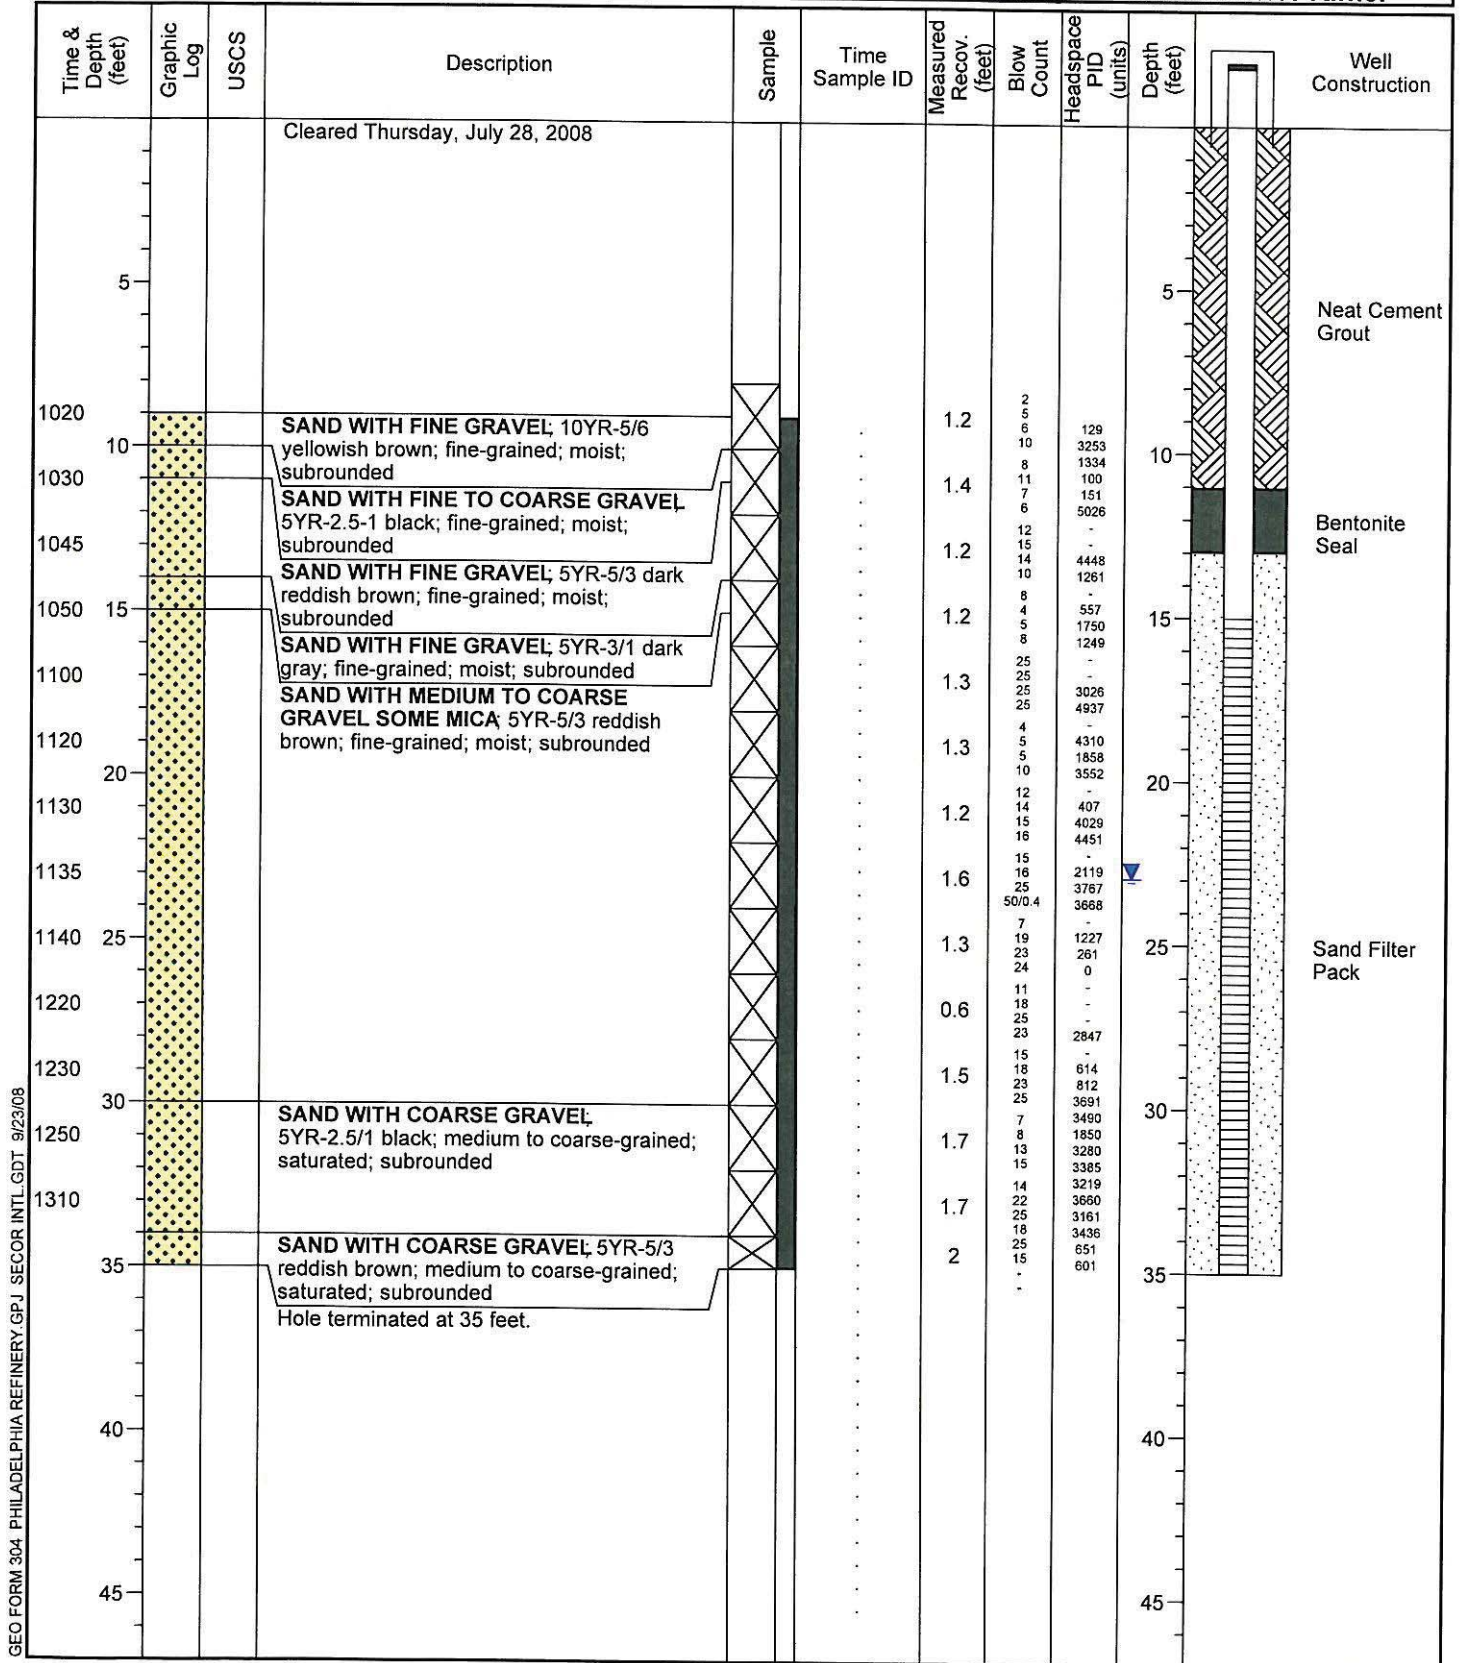 Time & Depth (feet)
Graphic Log
USCS
Description
Sample
Time Sample ID
Measured Recov. (feet)
Blow Count
Headspace PID (units)
Depth (feet)
Well Construction
Cleared Thursday, July 28, 2008
5
5
Neat Cement
Grout
2
1020
5
1.2
SAND WITH FINE GRAVEL; 10YR-5/6
6 129
yellowish brown; fine-grained; moist;
10 3253
10
10
subrounded
8 1334
1030
11 100
1.4
SAND WITH FINE TO COARSE GRAVEL
7 151
5YR-2.5-1 black; fine-grained; moist;
6 5026
subrounded
Bentonite
Seal
12 -
1045
15 -
1.2
SAND WITH FINE GRAVEL; 5YR-5/3 dark
14 4448
reddish brown; fine-grained; moist;
10 1261
subrounded
8 -
1050 15
4 557
1.2
15
5 1750
SAND WITH FINE GRAVEL; 5YR-3/1 dark
8 1249
gray; fine-grained; moist; subrounded
25 -
1100
25 -
1.3
SAND WITH MEDIUM TO COARSE
25 3026
GRAVEL SOME MICA; 5YR-5/3 reddish
25 4937
brown; fine-grained; moist; subrounded
4 -
1120
5 4310
1.3
5 1858
10 3552
20
20
12 -
1130
14 407
1.2
15 4029
16 4451
15 -
1135
16 2119
1.6
25 3767
50/0.4 3668
7 -
1140 25
19 1227
1.3
25
23 261
24 0
Sand Filter
Pack
11 -
1220
18 -
0.6
25 -
23 2847
15 -
1230
18 614
1.5
23 812
25 3691
30
30
SAND WITH COARSE GRAVEL;
7 3490
5YR-2.5/1 black; medium to coarse-grained;
8 1850
1250
1.7
saturated; subrounded
13 3280
15 3385
14 3219
1310
22 3660
1.7
25 3161
18 3436
SAND WITH COARSE GRAVEL; 5YR-5/3
25 651
2
reddish brown; medium to coarse-grained;
15 601
35
35
saturated; subrounded
-
-
Hole terminated at 35 feet.
40
40
45
45
GEO FORM 304 PHILADELPHIA REFINERY.GPJ SECOR INTL.GDT 9/23/08